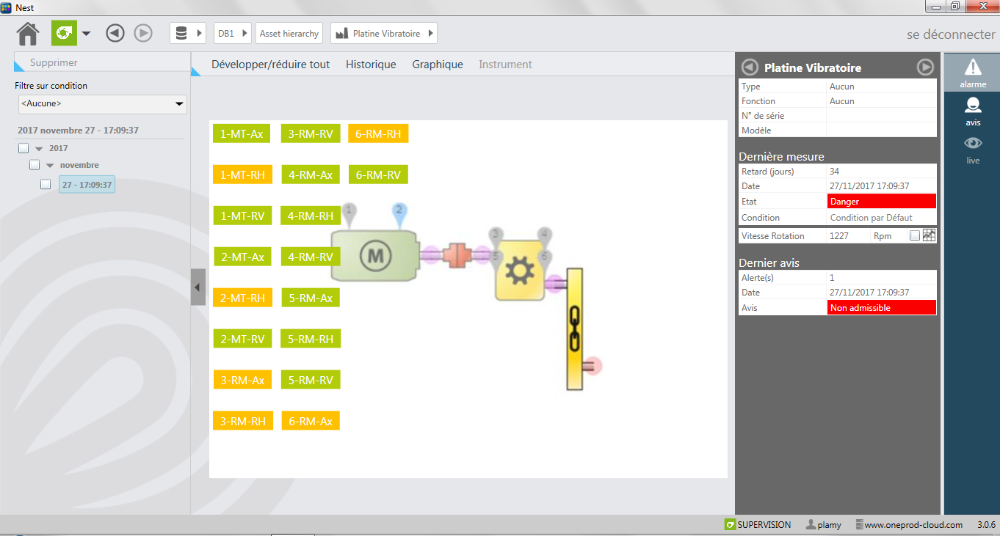 Nest
DB1
Asset hierarchy
Platine Vibratoire
se déconnecter
Supprimer
Filtre sur condition
<Aucune>
2017 novembre 27 - 17:09:37
2017
novembre
27 - 17:09:37
Développer/réduire tout Historique Graphique Instrument
1-MT-Ax 3-RM-RV 6-RM-RH
1-MT-RH 4-RM-Ax 6-RM-RV
1-MT-RV 4-RM-RH
2-MT-Ax 4-RM-RV
2-MT-RH 5-RM-Ax
2-MT-RV 5-RM-RH
3-RM-Ax 5-RM-RV
3-RM-RH 6-RM-Ax
1 2
3 4
M 5 6
Platine Vibratoire
Type Aucun
Fonction Aucun
N° de série
Modèle
Dernière mesure
Retard (jours) 34
Date 27/11/2017 17:09:37
Etat Danger
Condition Condition par Défaut
Vitesse Rotation 1227 Rpm
Dernier avis
Alerte(s) 1
Date 27/11/2017 17:09:37
Avis Non admissible
alarme
avis
live
SUPERVISION plamy www.oneprod-cloud.com 3.0.6